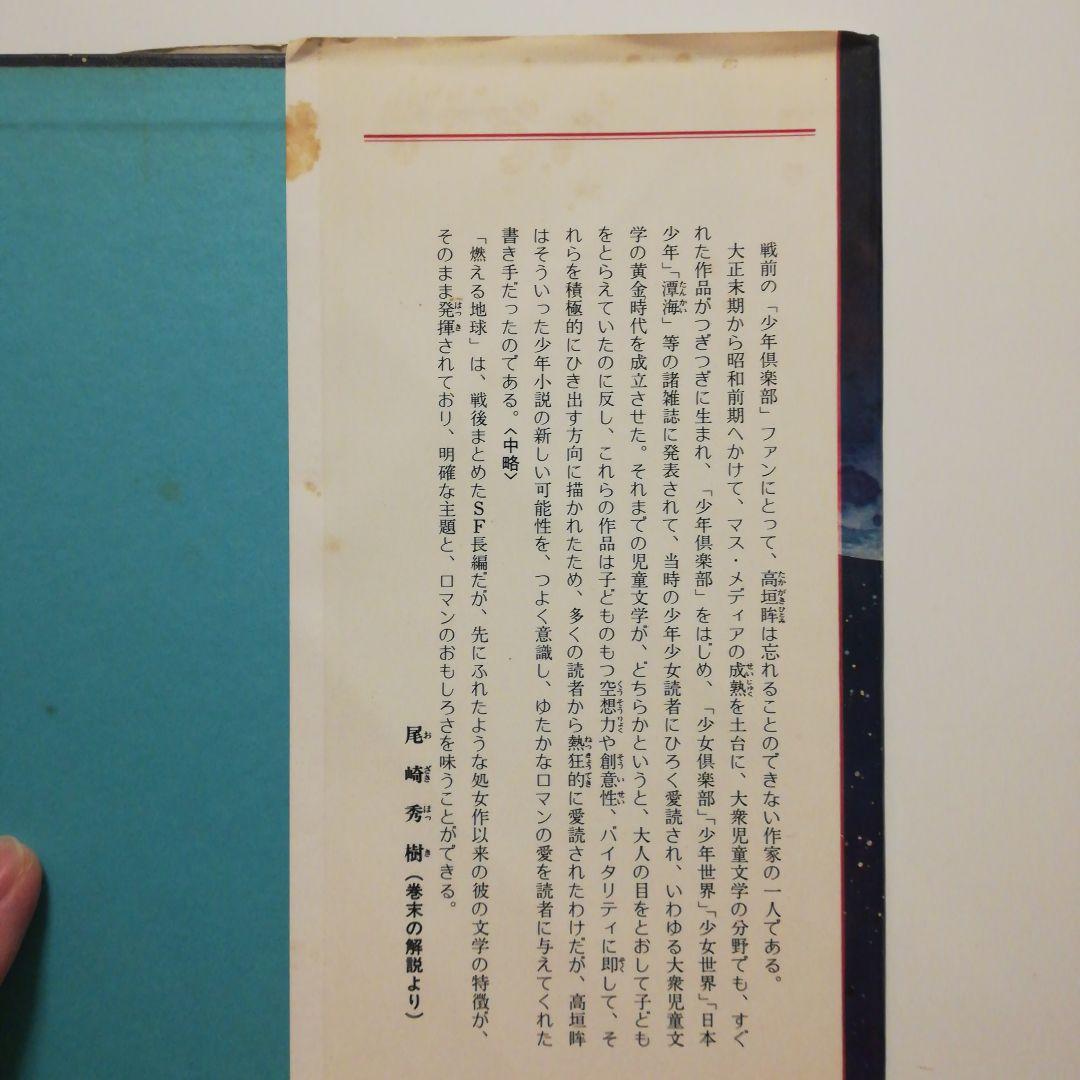 戦前の「少年倶楽部」ファンにとって、高垣眸は忘れることのできない作家の一人である。
大正末期から昭和前期へかけて、マス・メディアの成熟を土台に、大衆児童文学の分野でも、すぐ
れた作品がつぎつぎに生まれ、「少年倶楽部」をはじめ、「少女倶楽部」「少年世界」「少女世界」「日本
少年」「潭海」等の諸雑誌に発表されて、当時の少年少女読者にひろく愛読され、いわゆる大衆児童文
学の黄金時代を成立させた。それまでの児童文学が、どちらかというと、大人の目をとおして子ども
をとらえていたのに反し、これらの作品は子どものもつ空想力や創意性、バイタリティに即して、そ
れらを積極的にひき出す方向に描かれたため、多くの読者から熱狂的に愛読されたわけだが、高垣眸
はそういった少年小説の新しい可能性を、つよく意識し、ゆたかなロマンの愛を読者に与えてくれた
書き手だったのである。〈中略〉
「燃える地球」は、戦後まとめたＳＦ長編だが、先にふれたような処女作以来の彼の文学の特徴が、
そのまま発揮されており、明確な主題と、ロマンのおもしろさを味うことができる。
尾崎秀樹（巻末の解説より）